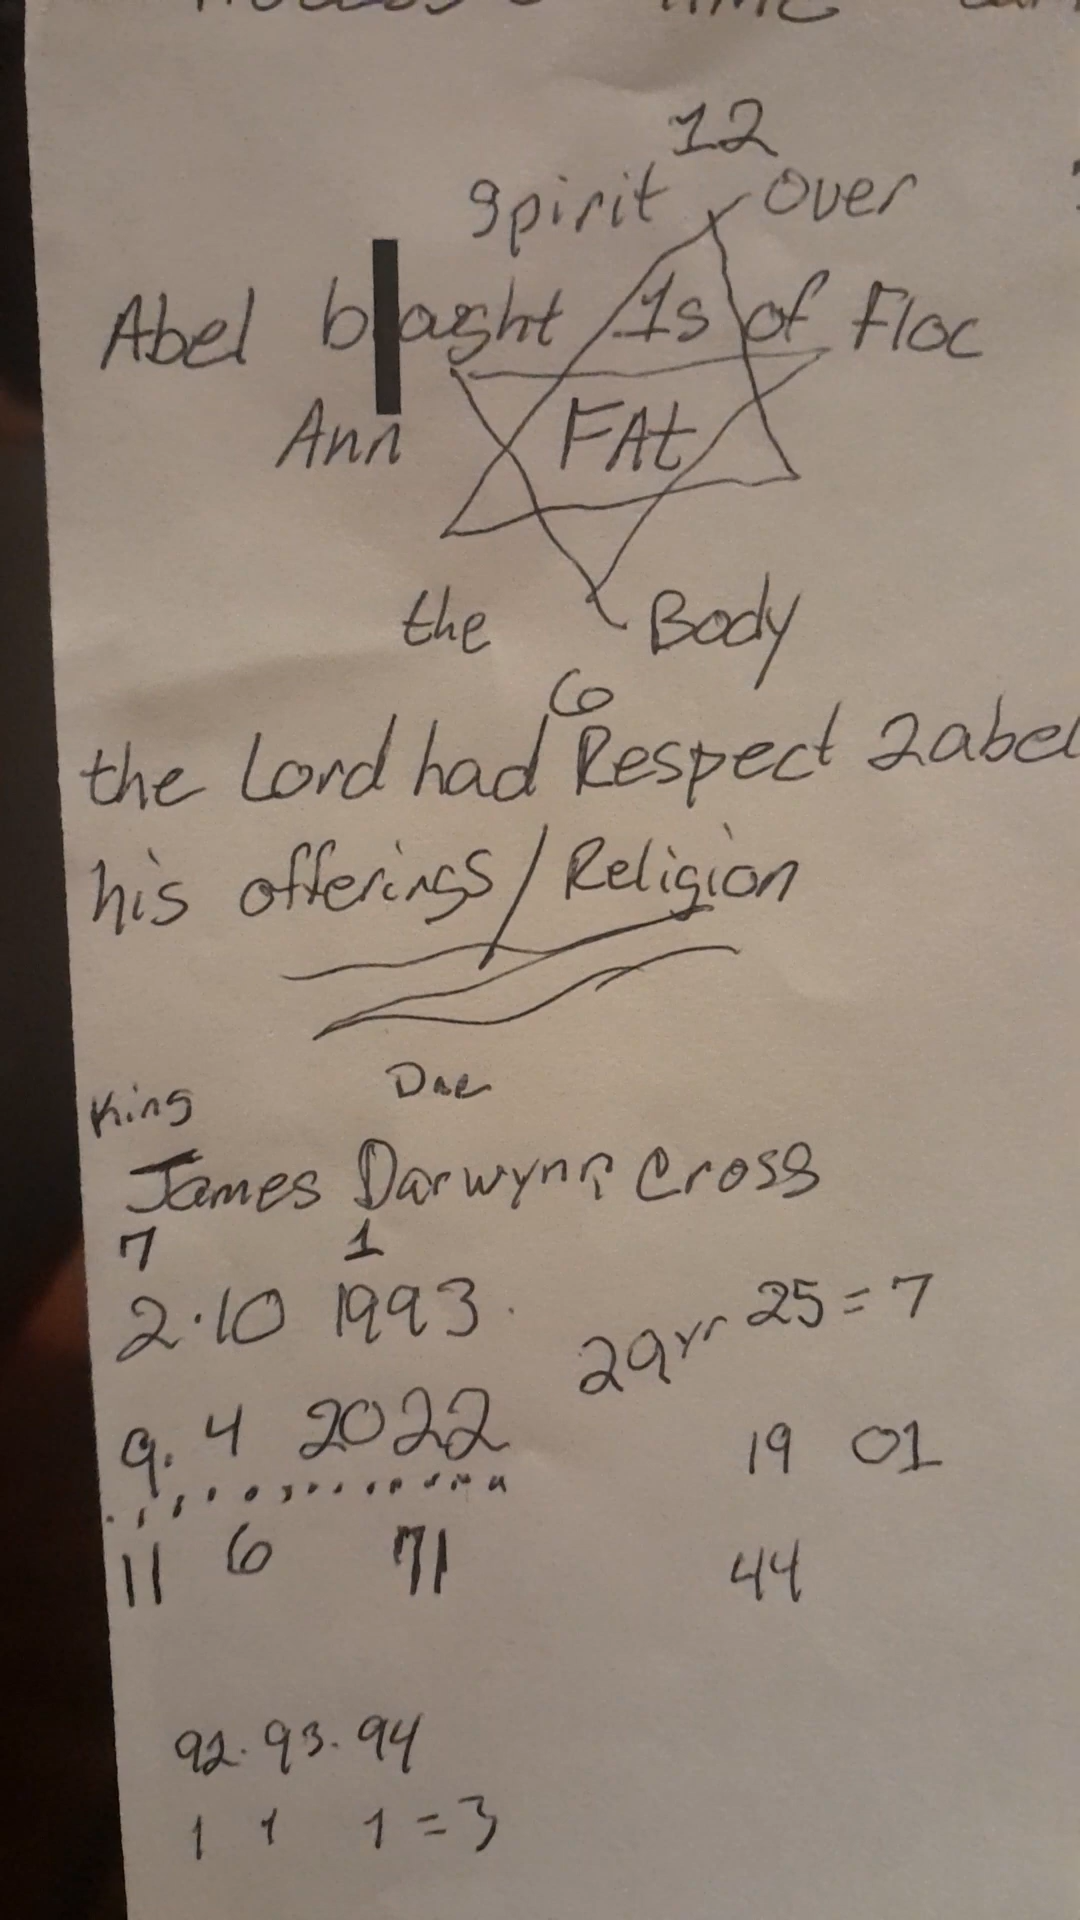 12
Spirit Over
Abel b aght 1s of Floc
Ann FAt
the Body
6
the Lord had Respect 2abel
his offerings / Religion
King
James Darwynn Cross
7 1
2.10 1993
29yr 25=7
9.4 2022
19 01
11 6 71
44
92.93.94
1 1 1=3